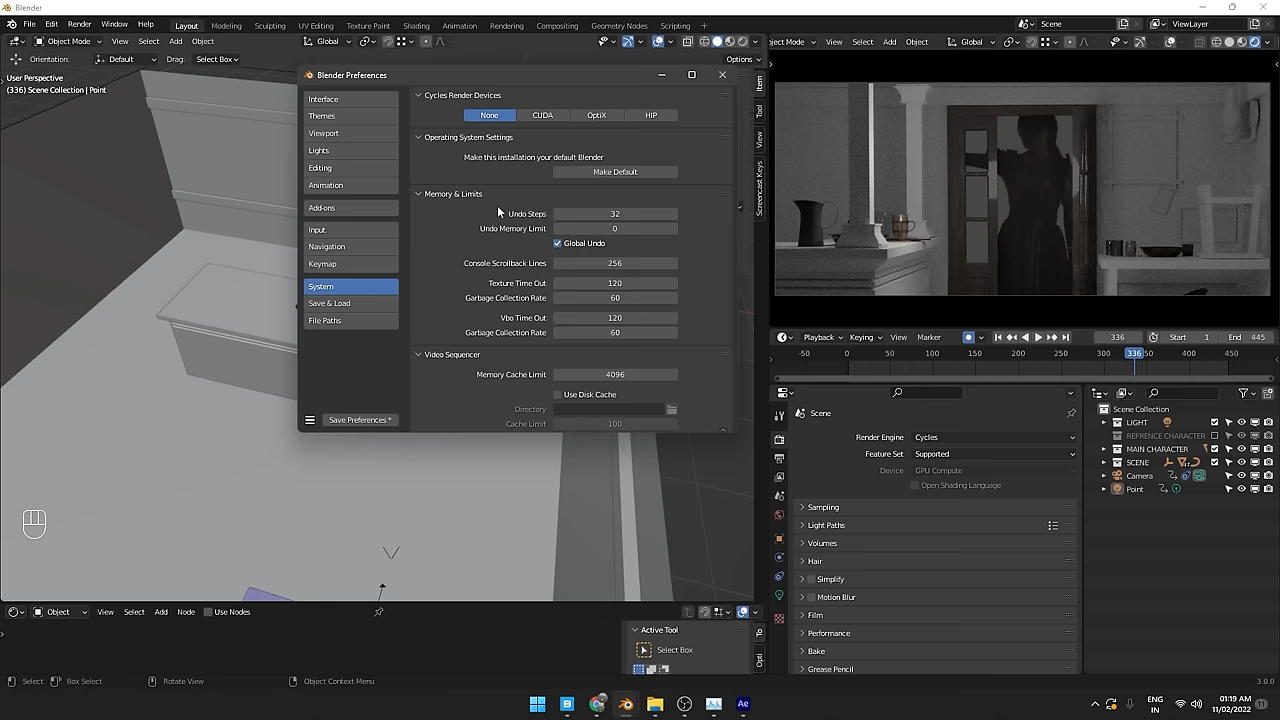 Blender
File Edit Render Window Help Layout Modeling Sculpting UV Editing Texture Paint Shading Animation Rendering Compositing Geometry Nodes Scripting + Scene ViewLayer
Object Mode View Select Add Object Global
ject Mode View Select Add Object Global
Orientation: Default Drag: Select Box Options
User Perspective
(336) Scene Collection | Point
Item
Tool
View
Screencast Keys
Blender Preferences
Interface
Themes
Viewport
Lights
Editing
Animation
Add-ons
Input
Navigation
Keymap
System
Save & Load
File Paths
Save Preferences *
Cycles Render Devices
None CUDA OptiX HIP
Operating System Settings
Make this installation your default Blender
Make Default
Memory & Limits
Undo Steps 32
Undo Memory Limit 0
Global Undo
Console Scrollback Lines 256
Texture Time Out 120
Garbage Collection Rate 60
Vbo Time Out 120
Garbage Collection Rate 60
Video Sequencer
Memory Cache Limit 4096
Use Disk Cache
Directory
Cache Limit 100
Playback Keying View Marker 336 Start 1 End 445
-50 0 50 100 150 200 250 300 336 50 400 450
Scene
Render Engine Cycles
Feature Set Supported
Device GPU Compute
Open Shading Language
Sampling
Light Paths
Volumes
Hair
Simplify
Motion Blur
Film
Performance
Bake
Grease Pencil
Scene Collection
LIGHT
REFRENCE CHARACTER
MAIN CHARACTER
SCENE
Camera
Point
Object View Select Add Node Use Nodes
Active Tool
Select Box
To
Opti
Select Box Select Rotate View Object Context Menu 3.0.0
Ae
ENG
IN
01:19 AM
11/02/2022